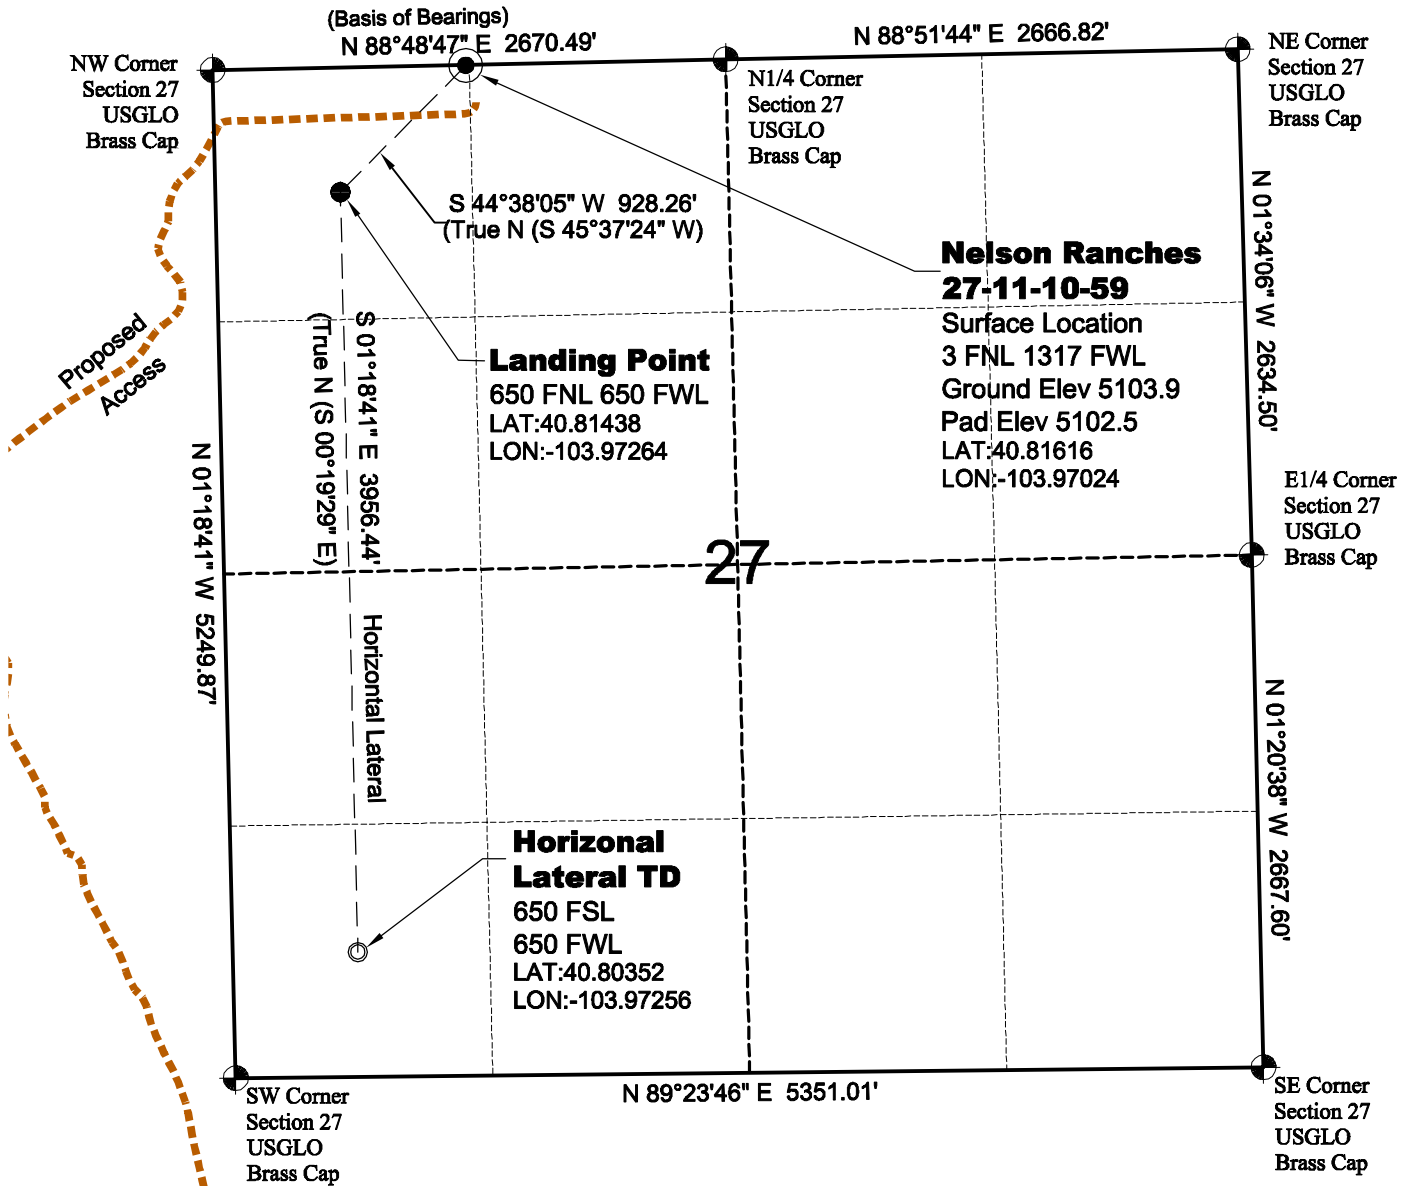 (Basis of Bearings)
N 88°48'47" E 2670.49'
N 88°51'44" E 2666.82'
NW Corner
Section 27
USGLO
Brass Cap
N1/4 Corner
Section 27
USGLO
Brass Cap
NE Corner
Section 27
USGLO
Brass Cap
S 44°38'05" W 928.26'
(True N (S 45°37'24" W)
Nelson Ranches
27-11-10-59
Surface Location
3 FNL 1317 FWL
Ground Elev 5103.9
Pad Elev 5102.5
LAT:40.81616
LON:-103.97024
N 01°34'06" W 2634.50'
Proposed
Access
S 01°18'41" E 3956.44'
(True N (S 00°19'29" E)
Landing Point
650 FNL 650 FWL
LAT:40.81438
LON:-103.97264
N 01°18'41" W 5249.87'
E1/4 Corner
Section 27
USGLO
Brass Cap
27
Horizontal Lateral
N 01°20'38" W 2667.60'
Horizonal
Lateral TD
650 FSL
650 FWL
LAT:40.80352
LON:-103.97256
SW Corner
Section 27
USGLO
Brass Cap
N 89°23'46" E 5351.01'
SE Corner
Section 27
USGLO
Brass Cap